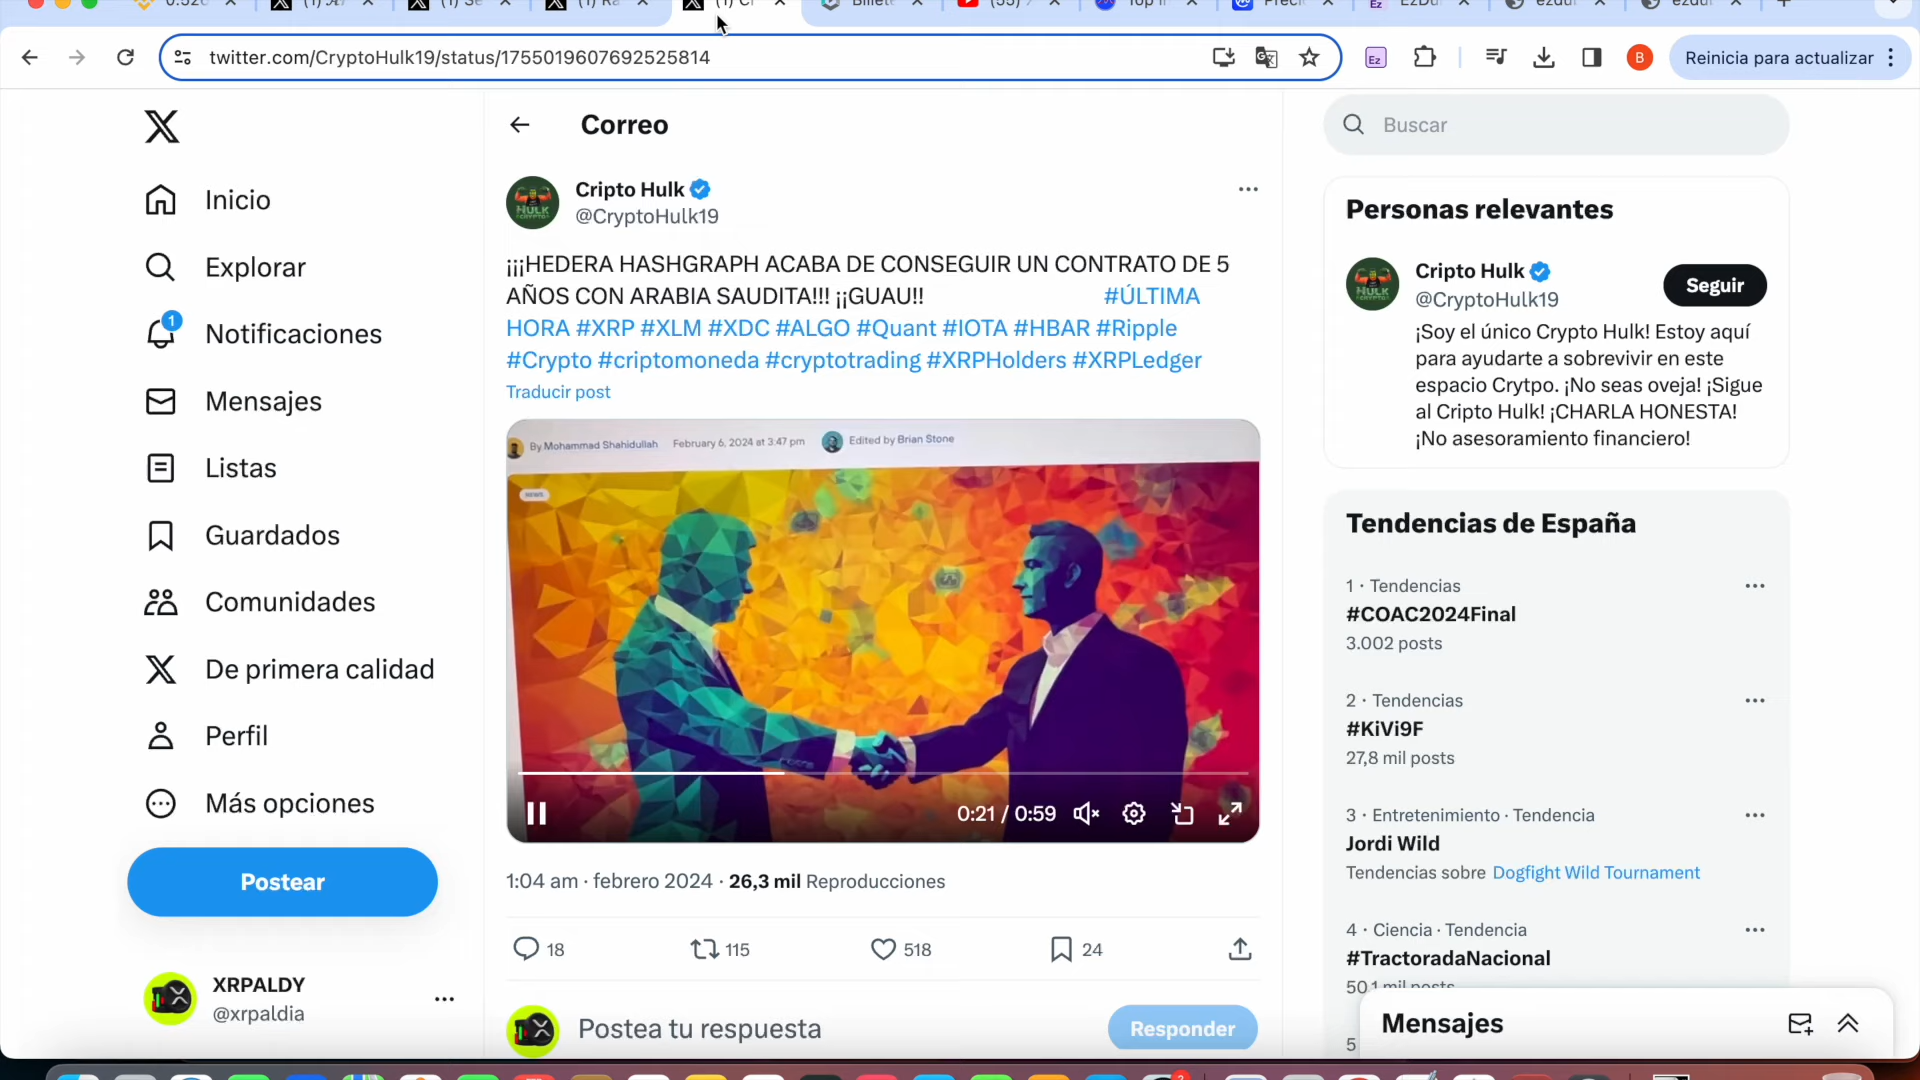 twitter.com/CryptoHulk19/status/1755019607692525814
Ez
B
Reinicia para actualizar
Inicio
Explorar
1
Notificaciones
Mensajes
Listas
Guardados
Comunidades
De primera calidad
Perfil
Más opciones
Postear
XRPALDY
@xrpaldia
Correo
Cripto Hulk
@CryptoHulk19
¡¡¡HEDERA HASHGRAPH ACABA DE CONSEGUIR UN CONTRATO DE 5
AÑOS CON ARABIA SAUDITA!!! ¡¡GUAU!! #ÚLTIMA
HORA #XRP #XLM #XDC #ALGO #Quant #IOTA #HBAR #Ripple
#Crypto #criptomoneda #cryptotrading #XRPHolders #XRPLedger
Traducir post
By Mohammad Shahidullah February 6, 2024 at 3:47 pm Edited by Brian Stone
NEWS
0:21 / 0:59
1:04 am · febrero 2024 · 26,3 mil Reproducciones
18 115 518 24
Postea tu respuesta
Responder
Buscar
Personas relevantes
Cripto Hulk
@CryptoHulk19
Seguir
¡Soy el único Crypto Hulk! Estoy aquí
para ayudarte a sobrevivir en este
espacio Crytpo. ¡No seas oveja! ¡Sigue
al Cripto Hulk! ¡CHARLA HONESTA!
¡No asesoramiento financiero!
Tendencias de España
1 · Tendencias
#COAC2024Final
3.002 posts
2 · Tendencias
#KiVi9F
27,8 mil posts
3 · Entretenimiento · Tendencia
Jordi Wild
Tendencias sobre Dogfight Wild Tournament
4 · Ciencia · Tendencia
#TractoradaNacional
50,1 mil posts
5
Mensajes